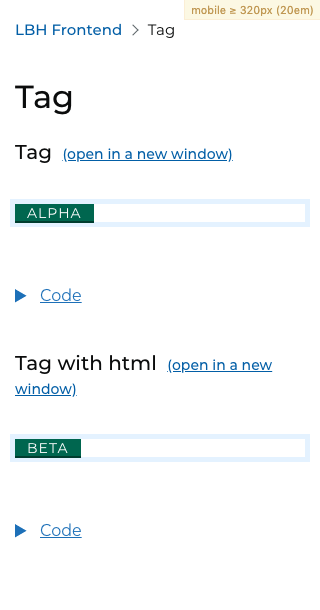 mobile ≥ 320px (20em)
LBH Frontend > Tag
Tag
Tag (open in a new window)
ALPHA
Code
Tag with html (open in a new
window)
BETA
Code